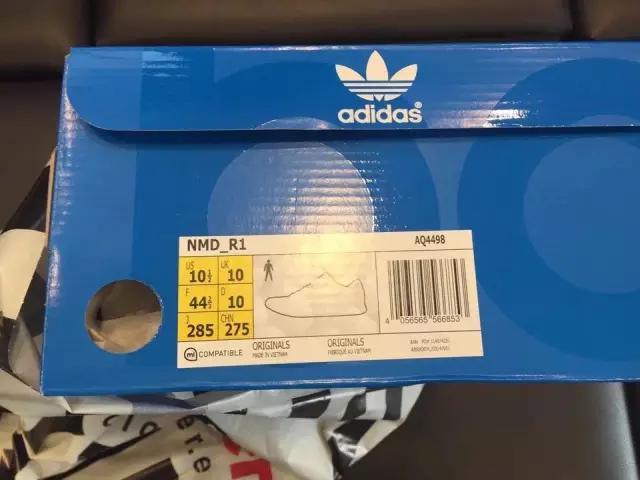 adidas®
NMD_R1
AQ4498
US 10½ UK 10
F 44⅔ D 10
J 285 CHN 275
mi COMPATIBLE
ORIGINALS
MADE IN VIETNAM
ORIGINALS
FABRIQUÉ AU VIETNAM
4 056565 566853